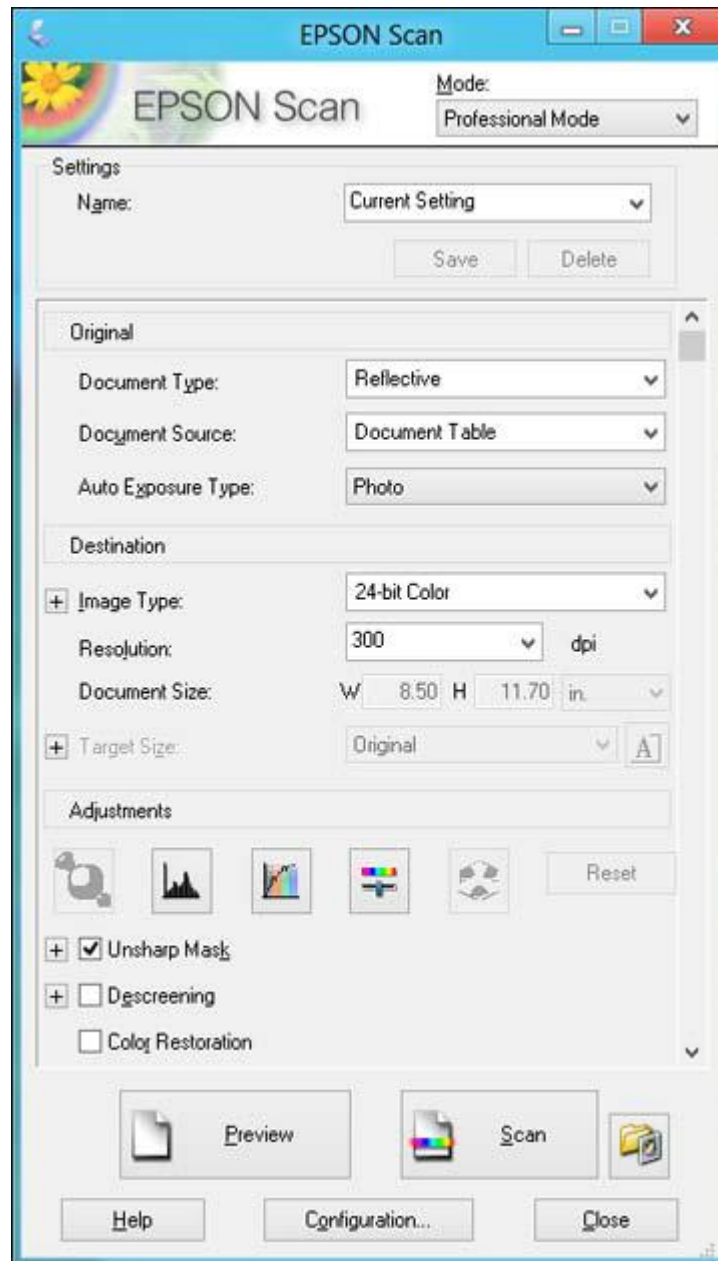 EPSON Scan
EPSON Scan
Mode:
Professional Mode
Settings
Name: Current Setting
Save Delete
Original
Document Type: Reflective
Document Source: Document Table
Auto Exposure Type: Photo
Destination
Image Type: 24-bit Color
Resolution: 300 dpi
Document Size: W 8.50 H 11.70 in.
Target Size: Original A
Adjustments
Reset
Unsharp Mask
Descreening
Color Restoration
Preview Scan
Help Configuration... Close